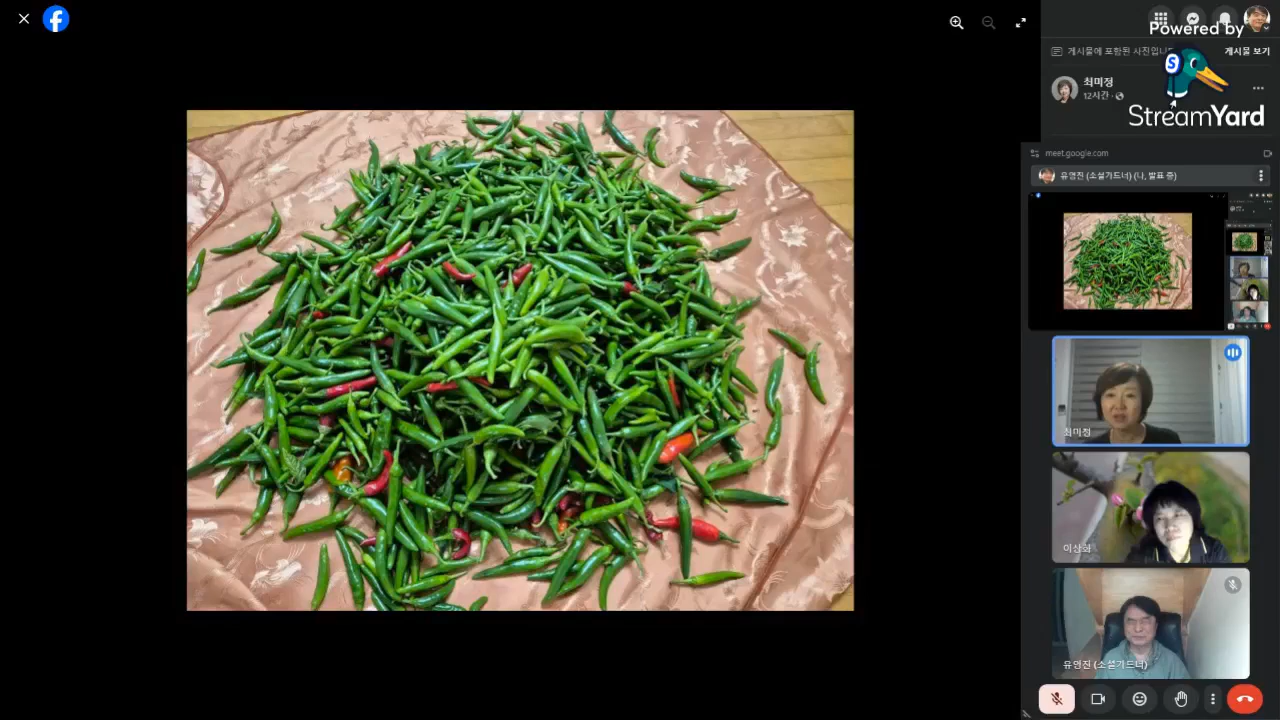 Powered by
게시물에 포함된 사진입니다
게시물 보기
최미정
12시간
StreamYard
meet.google.com
유영진 (소셜가드너) (나, 발표 중)
최미정
이상화
유영진 (소셜가드너)